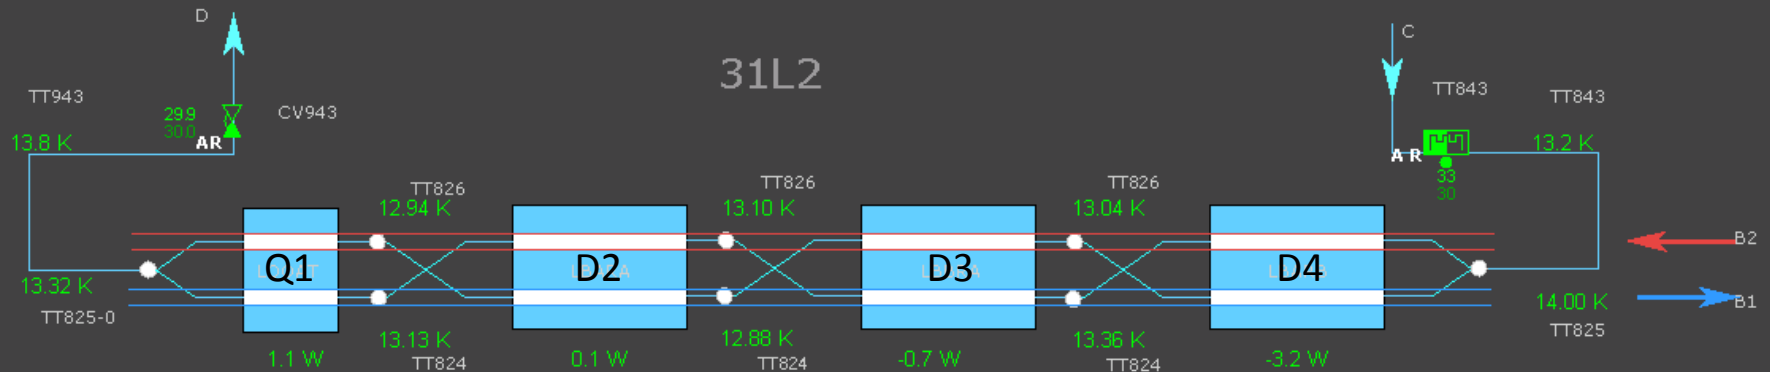 D
C
31L2
TT943
TT843
TT843
29.9
30.0
CV943
13.8 K
AR
A R
13.2 K
33
30
TT826
12.94 K
TT826
13.10 K
TT826
13.04 K
B2
Q1
D2
D3
D4
13.32 K
14.00 K
B1
TT825-0
TT825
13.13 K
12.88 K
13.36 K
1.1 W
TT824
0.1 W
TT824
-0.7 W
TT824
-3.2 W